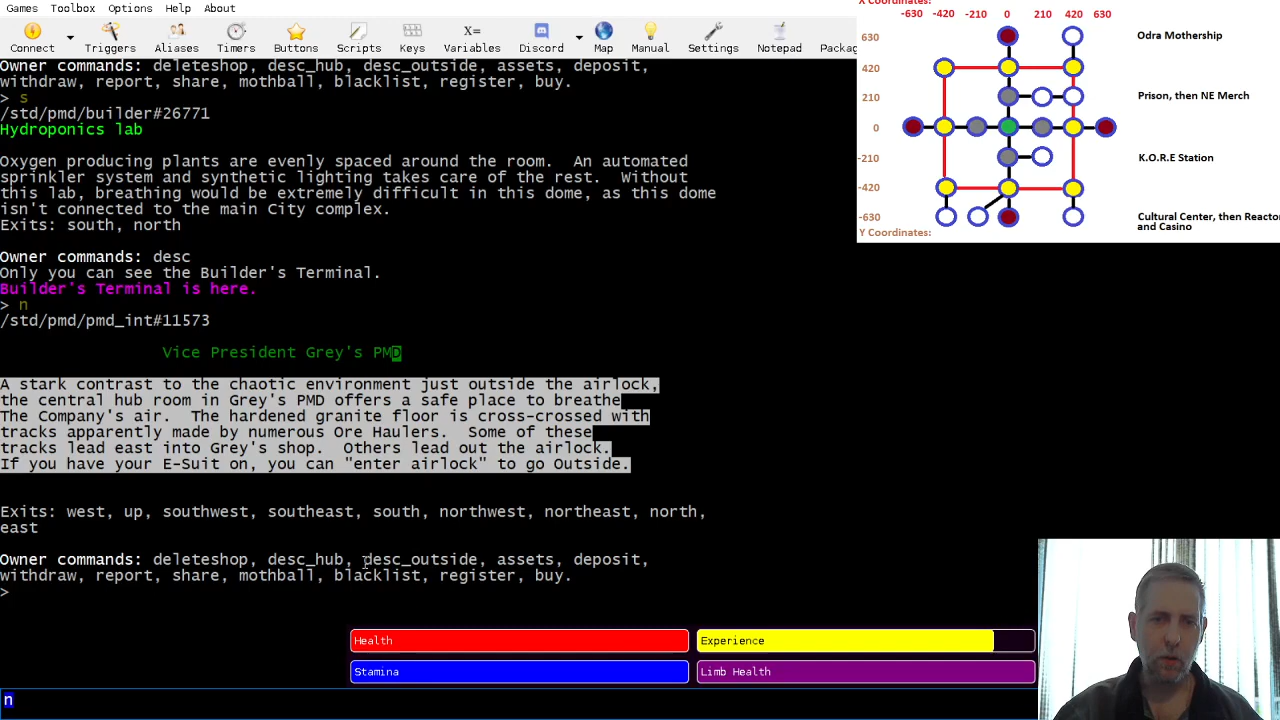 Games Toolbox Options Help About
Connect Triggers Aliases Timers Buttons Scripts Keys Variables Discord Map Manual Settings Notepad Packag
X=
Owner commands: deleteshop, desc_hub, desc_outside, assets, deposit,
withdraw, report, share, mothball, blacklist, register, buy.
> s
/std/pmd/builder#26771
Hydroponics lab
Oxygen producing plants are evenly spaced around the room. An automated
sprinkler system and synthetic lighting takes care of the rest. Without
this lab, breathing would be extremely difficult in this dome, as this dome
isn't connected to the main City complex.
Exits: south, north
Owner commands: desc
Only you can see the Builder's Terminal.
Builder's Terminal is here.
> n
/std/pmd/pmd_int#11573
Vice President Grey's PMD
A stark contrast to the chaotic environment just outside the airlock,
the central hub room in Grey's PMD offers a safe place to breathe
The Company's air. The hardened granite floor is cross-crossed with
tracks apparently made by numerous Ore Haulers. Some of these
tracks lead east into Grey's shop. Others lead out the airlock.
If you have your E-Suit on, you can "enter airlock" to go Outside.
Exits: west, up, southwest, southeast, south, northwest, northeast, north,
east
Owner commands: deleteshop, desc_hub, desc_outside, assets, deposit,
withdraw, report, share, mothball, blacklist, register, buy.
>
Health
Experience
Stamina
Limb Health
n
X Coordinates:
-630 -420 -210 0 210 420 630
630
Odra Mothership
420
210
Prison, then NE Merch
0
-210
K.O.R.E Station
-420
-630
Cultural Center, then Reactor
and Casino
Y Coordinates: